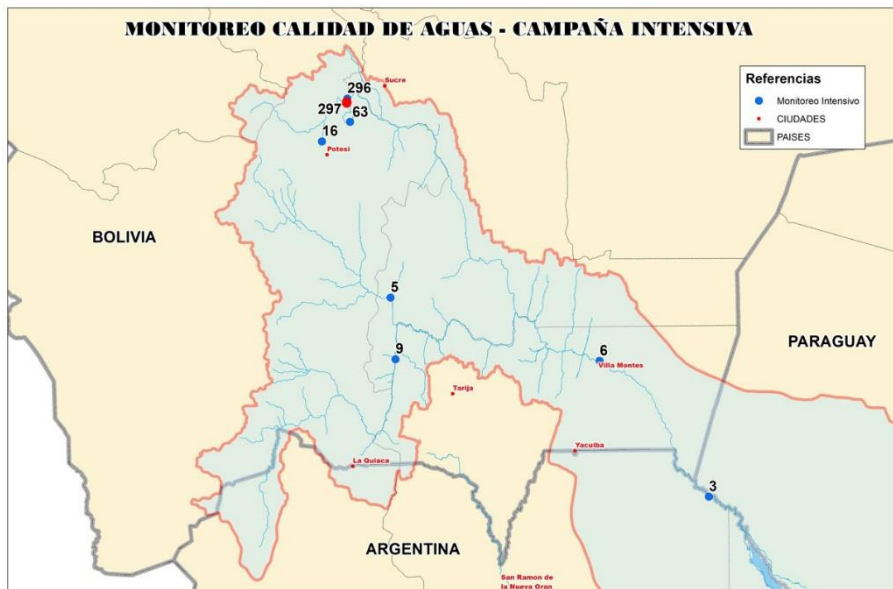 MONITOREO CALIDAD DE AGUAS - CAMPAÑA INTENSIVA
Sucre
296
297
63
16
Potosi
Referencias
Monitoreo Intensivo
CIUDADES
PAISES
BOLIVIA
5
9
6
Villa Montes
PARAGUAY
Tarija
Yacuiba
La Quiaca
3
ARGENTINA
San Ramon de
la Nueva Oran